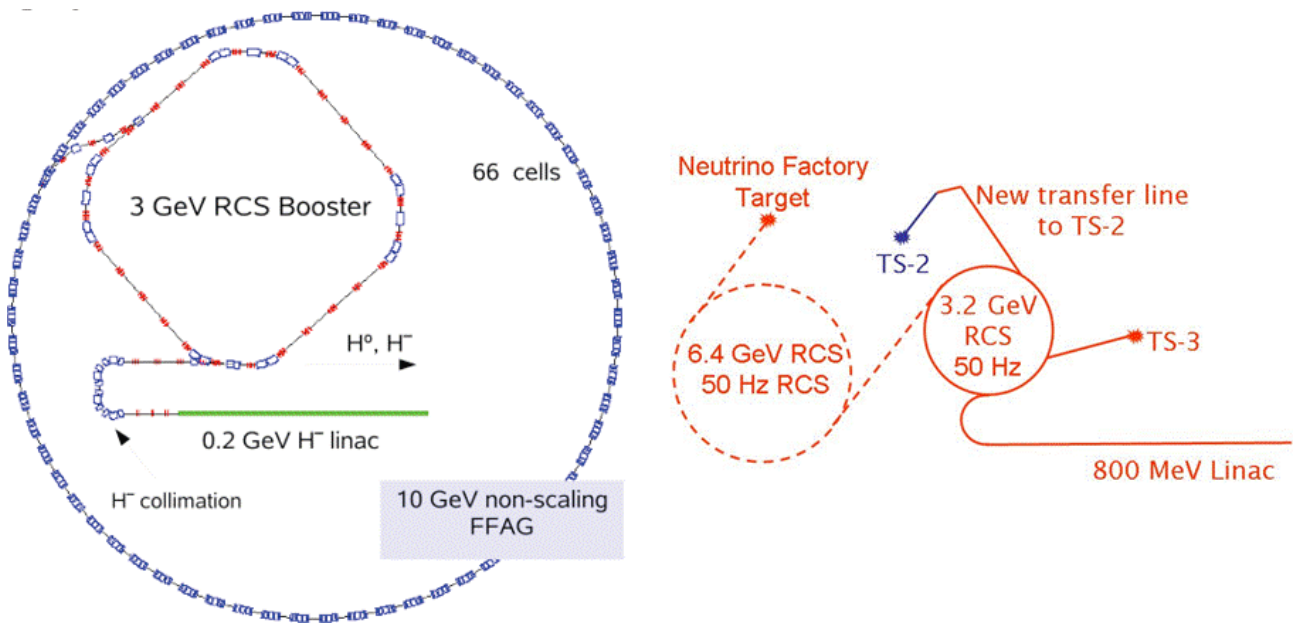 66 cells
3 GeV RCS Booster
H⁰, H⁻
0.2 GeV H⁻ linac
H⁻ collimation
10 GeV non-scaling
FFAG
Neutrino Factory
Target
New transfer line
to TS-2
TS-2
3.2 GeV
RCS
50 Hz
TS-3
6.4 GeV RCS
50 Hz RCS
800 MeV Linac